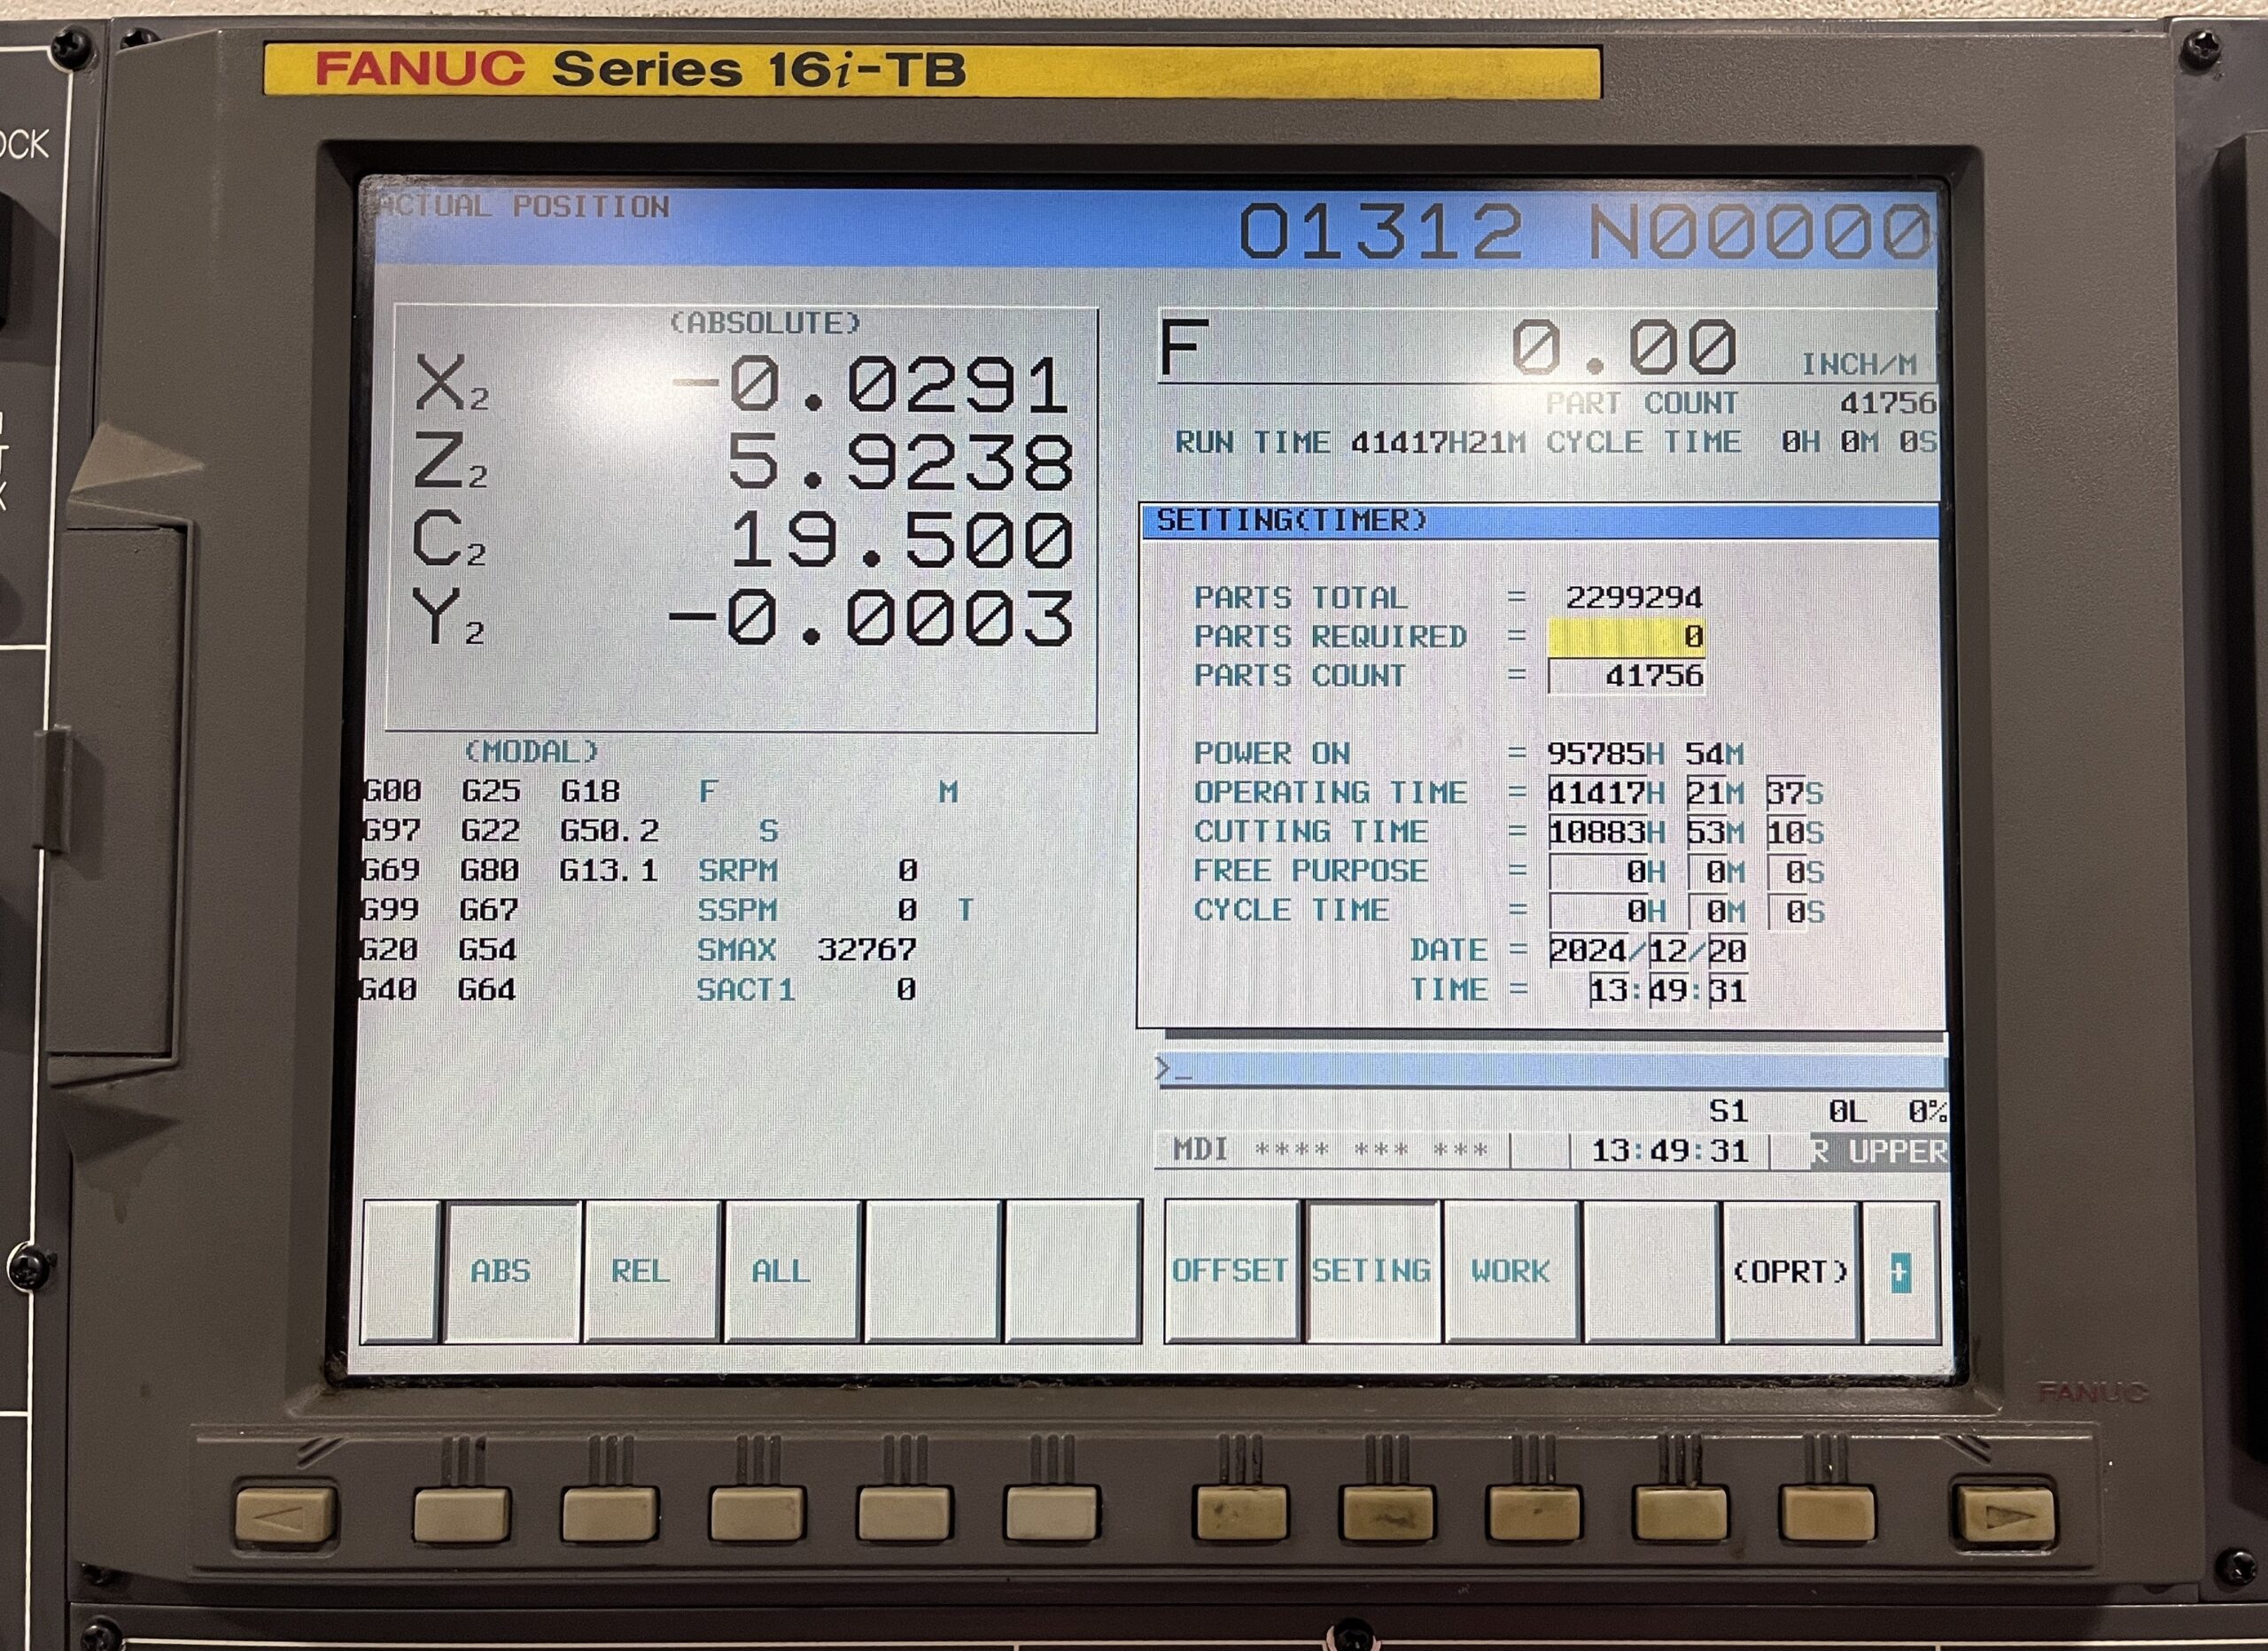 FANUC Series 16i-TB
OCK
ACTUAL POSITION
O1312 N00000
(ABSOLUTE)
X2 -0.0291
Z2 5.9238
C2 19.500
Y2 -0.0003
F 0.00 INCH/M
PART COUNT 41756
RUN TIME 41417H21M CYCLE TIME 0H 0M 0S
(MODAL)
G00 G25 G18 F M
G97 G22 G50.2 S
G69 G80 G13.1 SRPM 0
G99 G67 SSPM 0 T
G20 G54 SMAX 32767
G40 G64 SACT1 0
SETTING(TIMER)
PARTS TOTAL = 2299294
PARTS REQUIRED = 0
PARTS COUNT = 41756
POWER ON = 95785H 54M
OPERATING TIME = 41417H 21M 37S
CUTTING TIME = 10883H 53M 10S
FREE PURPOSE = 0H 0M 0S
CYCLE TIME = 0H 0M 0S
DATE = 2024/12/20
TIME = 13:49:31
>_
S1 0L 0%
MDI **** *** *** 13:49:31 R UPPER
ABS REL ALL
OFFSET SETING WORK (OPRT) +
FANUC